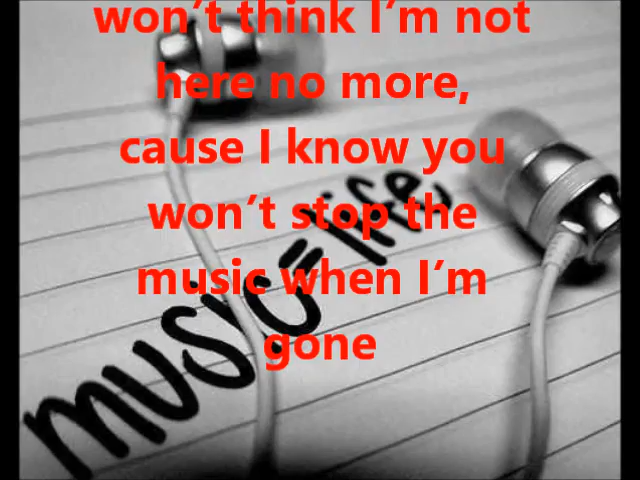 won't think I'm not
here no more,
cause I know you
won't stop the
music when I'm
gone
music=life,